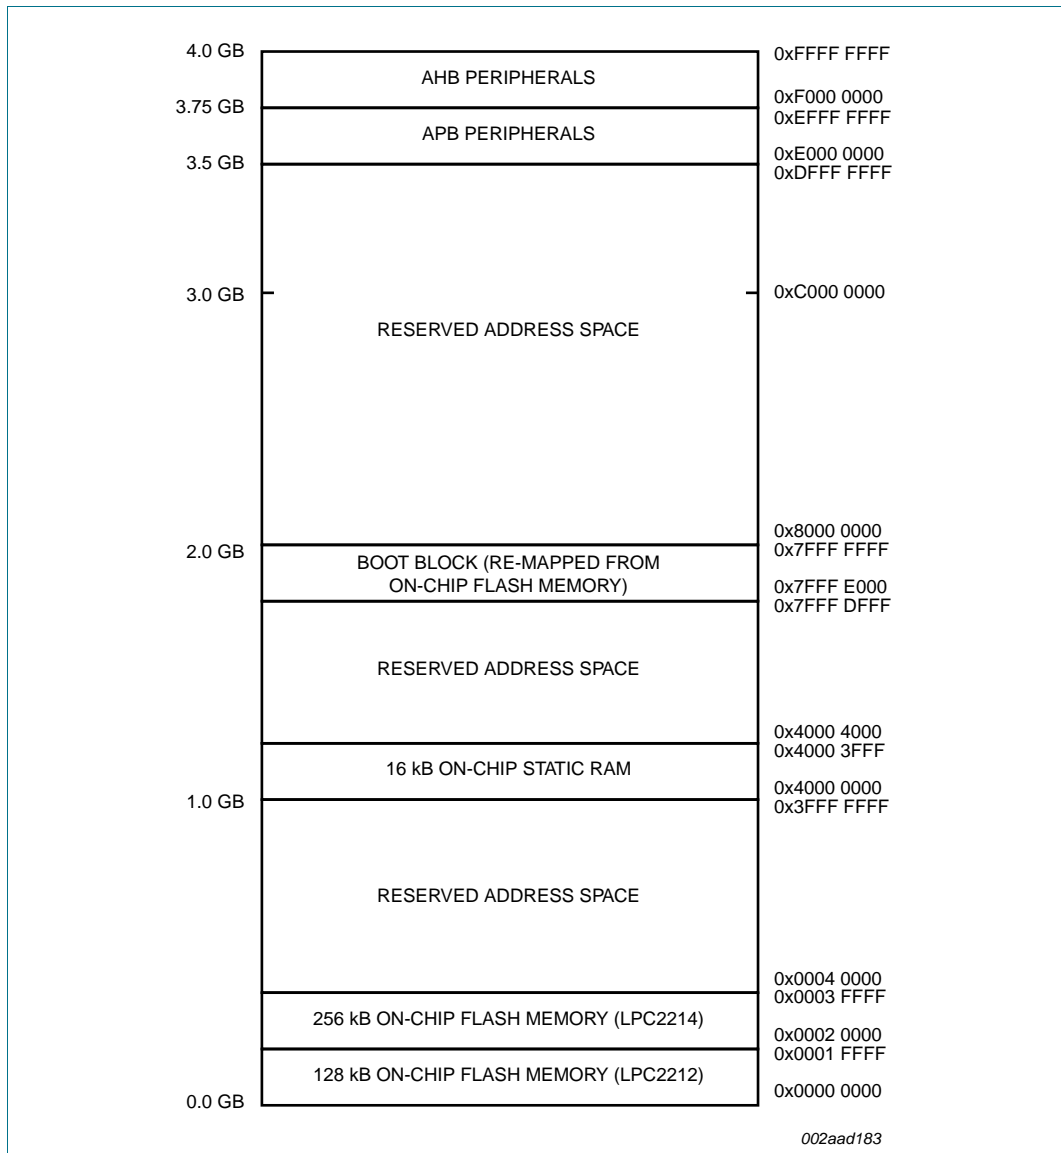 4.0 GB
0xFFFF FFFF
AHB PERIPHERALS
0xF000 0000
3.75 GB
0xEFFF FFFF
APB PERIPHERALS
0xE000 0000
3.5 GB
0xDFFF FFFF
3.0 GB
0xC000 0000
RESERVED ADDRESS SPACE
0x8000 0000
2.0 GB
0x7FFF FFFF
BOOT BLOCK (RE-MAPPED FROM
ON-CHIP FLASH MEMORY)
0x7FFF E000
0x7FFF DFFF
RESERVED ADDRESS SPACE
0x4000 4000
0x4000 3FFF
16 kB ON-CHIP STATIC RAM
0x4000 0000
1.0 GB
0x3FFF FFFF
RESERVED ADDRESS SPACE
0x0004 0000
0x0003 FFFF
256 kB ON-CHIP FLASH MEMORY (LPC2214)
0x0002 0000
0x0001 FFFF
128 kB ON-CHIP FLASH MEMORY (LPC2212)
0x0000 0000
0.0 GB
002aad183